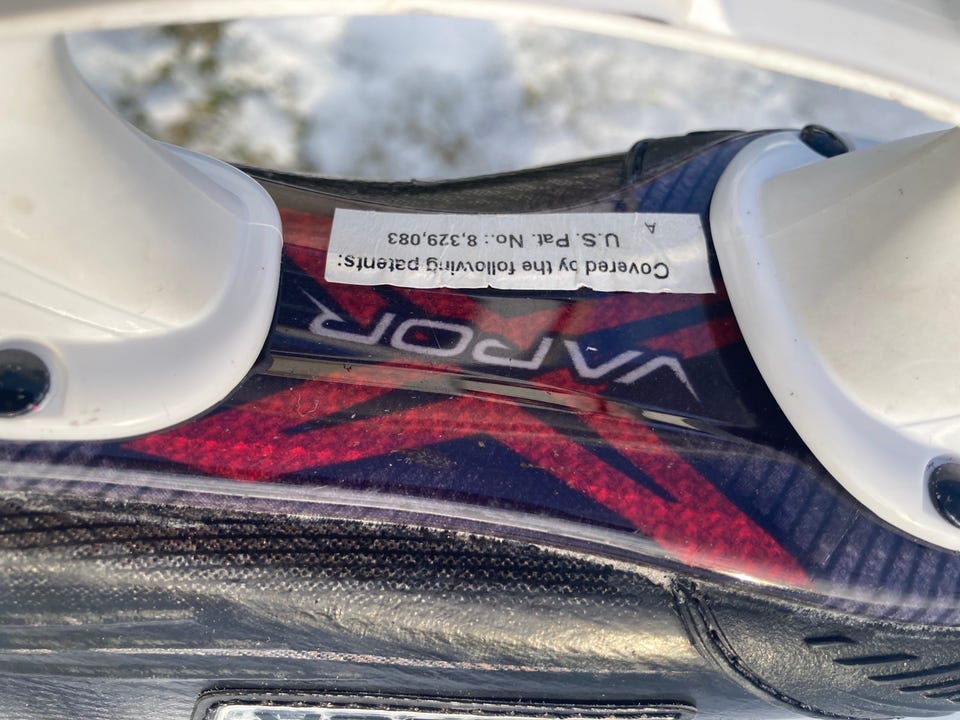 VAPOR
Covered by the following patents:
U.S. Pat. No.: 8,329,083
A